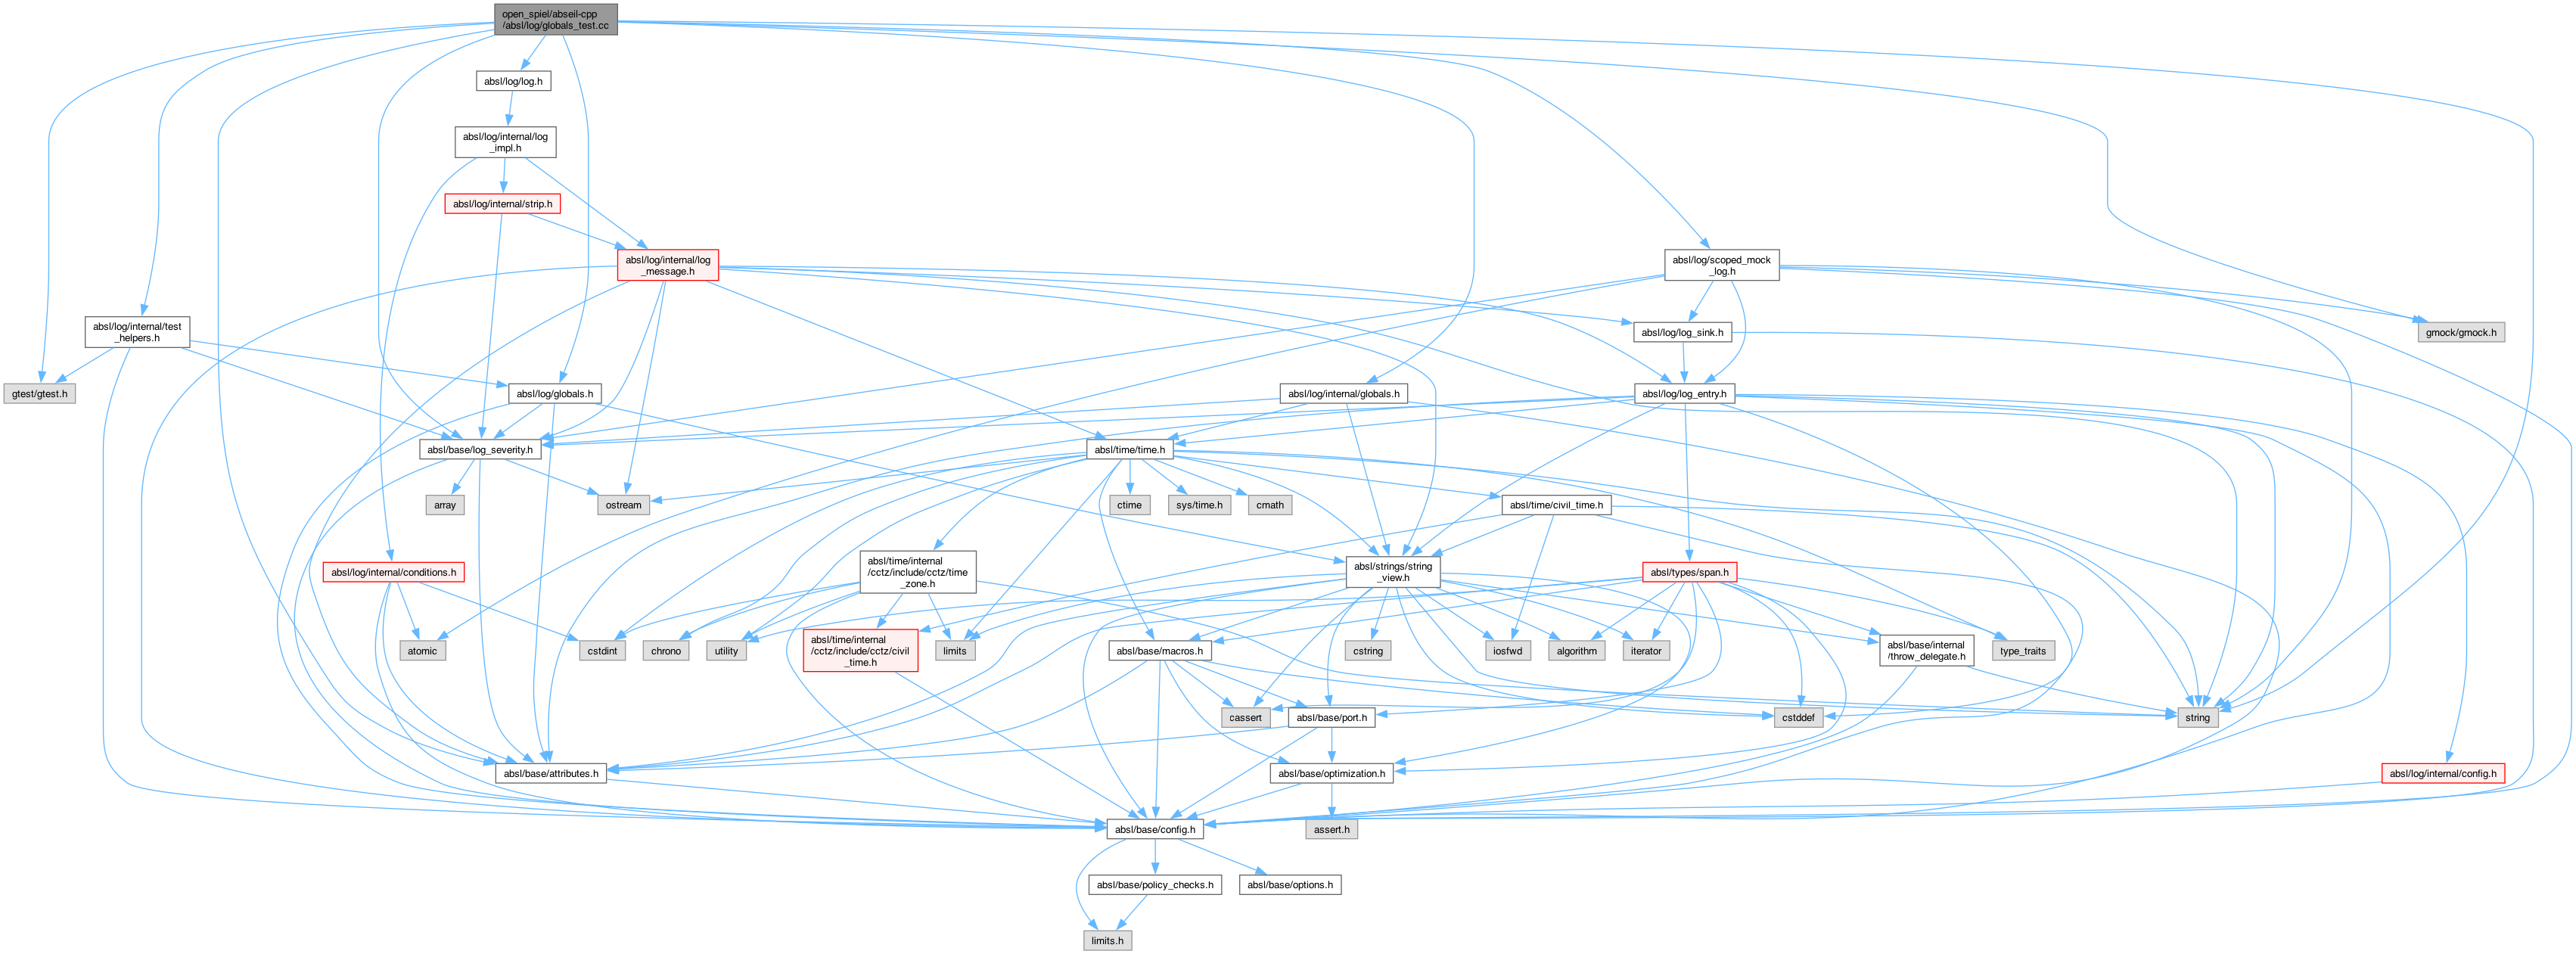 open_spiel/abseil-cpp
/absl/log/globals_test.cc
absl/log/log.h
absl/log/internal/log
_impl.h
absl/log/internal/strip.h
absl/log/internal/log
_message.h
absl/log/scoped_mock
_log.h
absl/log/internal/test
_helpers.h
absl/log/log_sink.h
gmock/gmock.h
gtest/gtest.h
absl/log/globals.h
absl/log/internal/globals.h
absl/log/log_entry.h
absl/base/log_severity.h
absl/time/time.h
array
ostream
ctime
sys/time.h
cmath
absl/time/civil_time.h
absl/log/internal/conditions.h
absl/time/internal
/cctz/include/cctz/time
_zone.h
absl/strings/string
_view.h
absl/types/span.h
atomic
cstdint
chrono
utility
absl/time/internal
/cctz/include/cctz/civil
_time.h
limits
absl/base/macros.h
cstring
iosfwd
algorithm
iterator
absl/base/internal
/throw_delegate.h
type_traits
cassert
absl/base/port.h
cstddef
string
absl/base/attributes.h
absl/base/optimization.h
absl/log/internal/config.h
absl/base/config.h
assert.h
absl/base/policy_checks.h
absl/base/options.h
limits.h